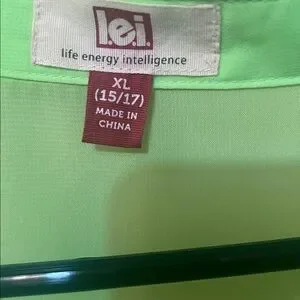 l.e.i.
life energy intelligence
XL
(15/17)
MADE IN
CHINA